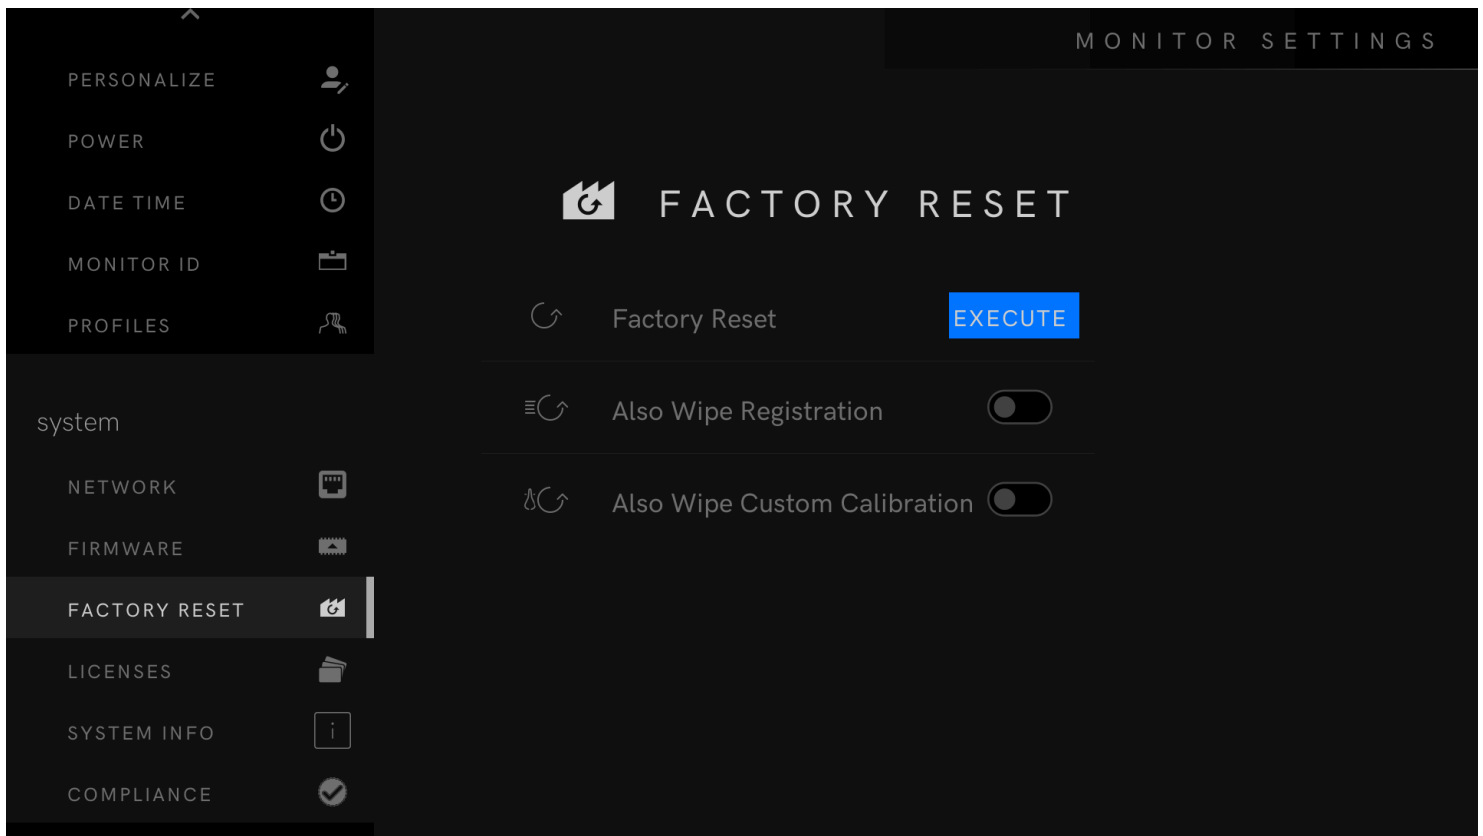 MONITOR SETTINGS
PERSONALIZE
POWER
DATE TIME
MONITOR ID
PROFILES
system
NETWORK
FIRMWARE
FACTORY RESET
LICENSES
SYSTEM INFO
COMPLIANCE
FACTORY RESET
Factory Reset EXECUTE
Also Wipe Registration
Also Wipe Custom Calibration